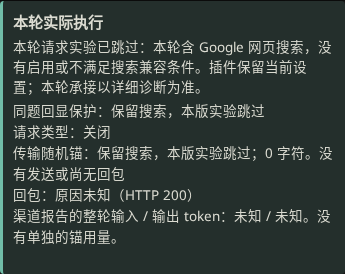 本轮实际执行
本轮请求实验已跳过：本轮含 Google 网页搜索，没
有启用或不满足搜索兼容条件。插件保留当前设
置；本轮承接以详细诊断为准。
同题回显保护：保留搜索，本版实验跳过
请求类型：关闭
传输随机锚：保留搜索，本版实验跳过；0 字符。没
有发送或尚无回包
回包：原因未知（HTTP 200）
渠道报告的整轮输入 / 输出 token：未知 / 未知。没
有单独的锚用量。